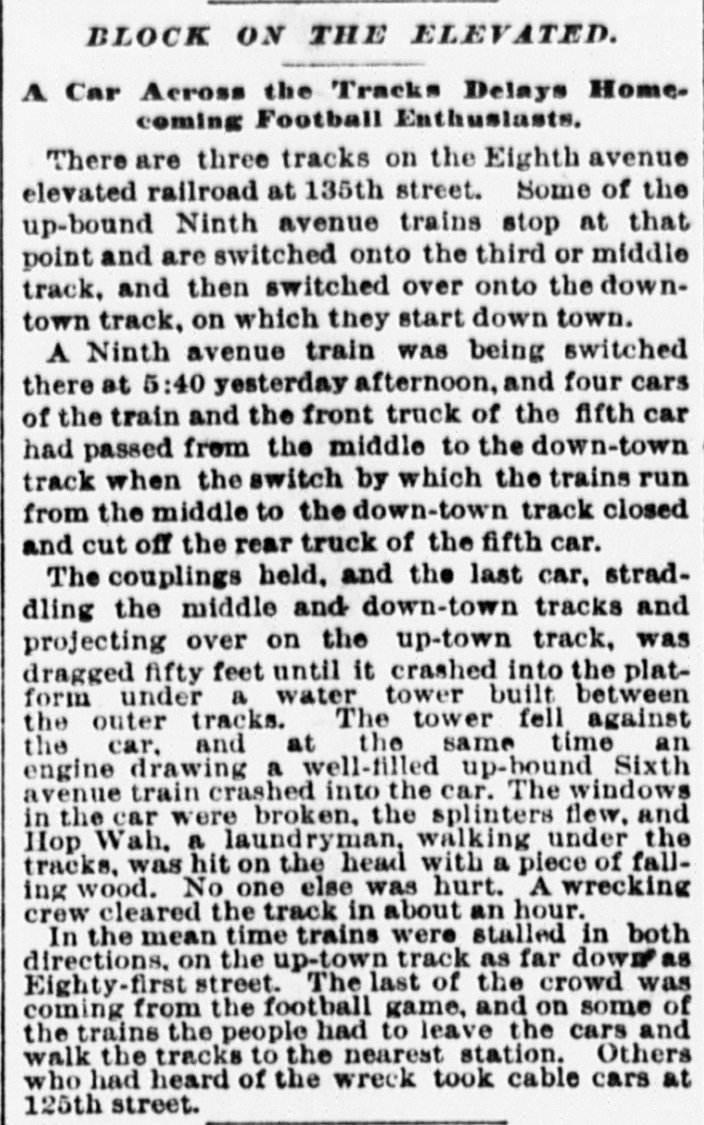 BLOCK ON THE ELEVATED.
A Car Across the Tracks Delays Home-
coming Football Enthusiasts.
There are three tracks on the Eighth avenue
elevated railroad at 135th street. Some of the
up-bound Ninth avenue trains stop at that
point and are switched onto the third or middle
track, and then switched over onto the down-
town track, on which they start down town.
A Ninth avenue train was being switched
there at 5:40 yesterday afternoon, and four cars
of the train and the front truck of the fifth car
had passed from the middle to the down-town
track when the switch by which the trains run
from the middle to the down-town track closed
and cut off the rear truck of the fifth car.
The couplings held, and the last car, strad-
dling the middle and down-town tracks and
projecting over on the up-town track, was
dragged fifty feet until it crashed into the plat-
form under a water tower built between
the outer tracks. The tower fell against
the car, and at the same time an
engine drawing a well-filled up-bound Sixth
avenue train crashed into the car. The windows
in the car were broken, the splinters flew, and
Hop Wah, a laundryman, walking under the
tracks, was hit on the head with a piece of fall-
ing wood. No one else was hurt. A wrecking
crew cleared the track in about an hour.
In the mean time trains were stalled in both
directions, on the up-town track as far down as
Eighty-first street. The last of the crowd was
coming from the football game, and on some of
the trains the people had to leave the cars and
walk the tracks to the nearest station. Others
who had heard of the wreck took cable cars at
125th street.